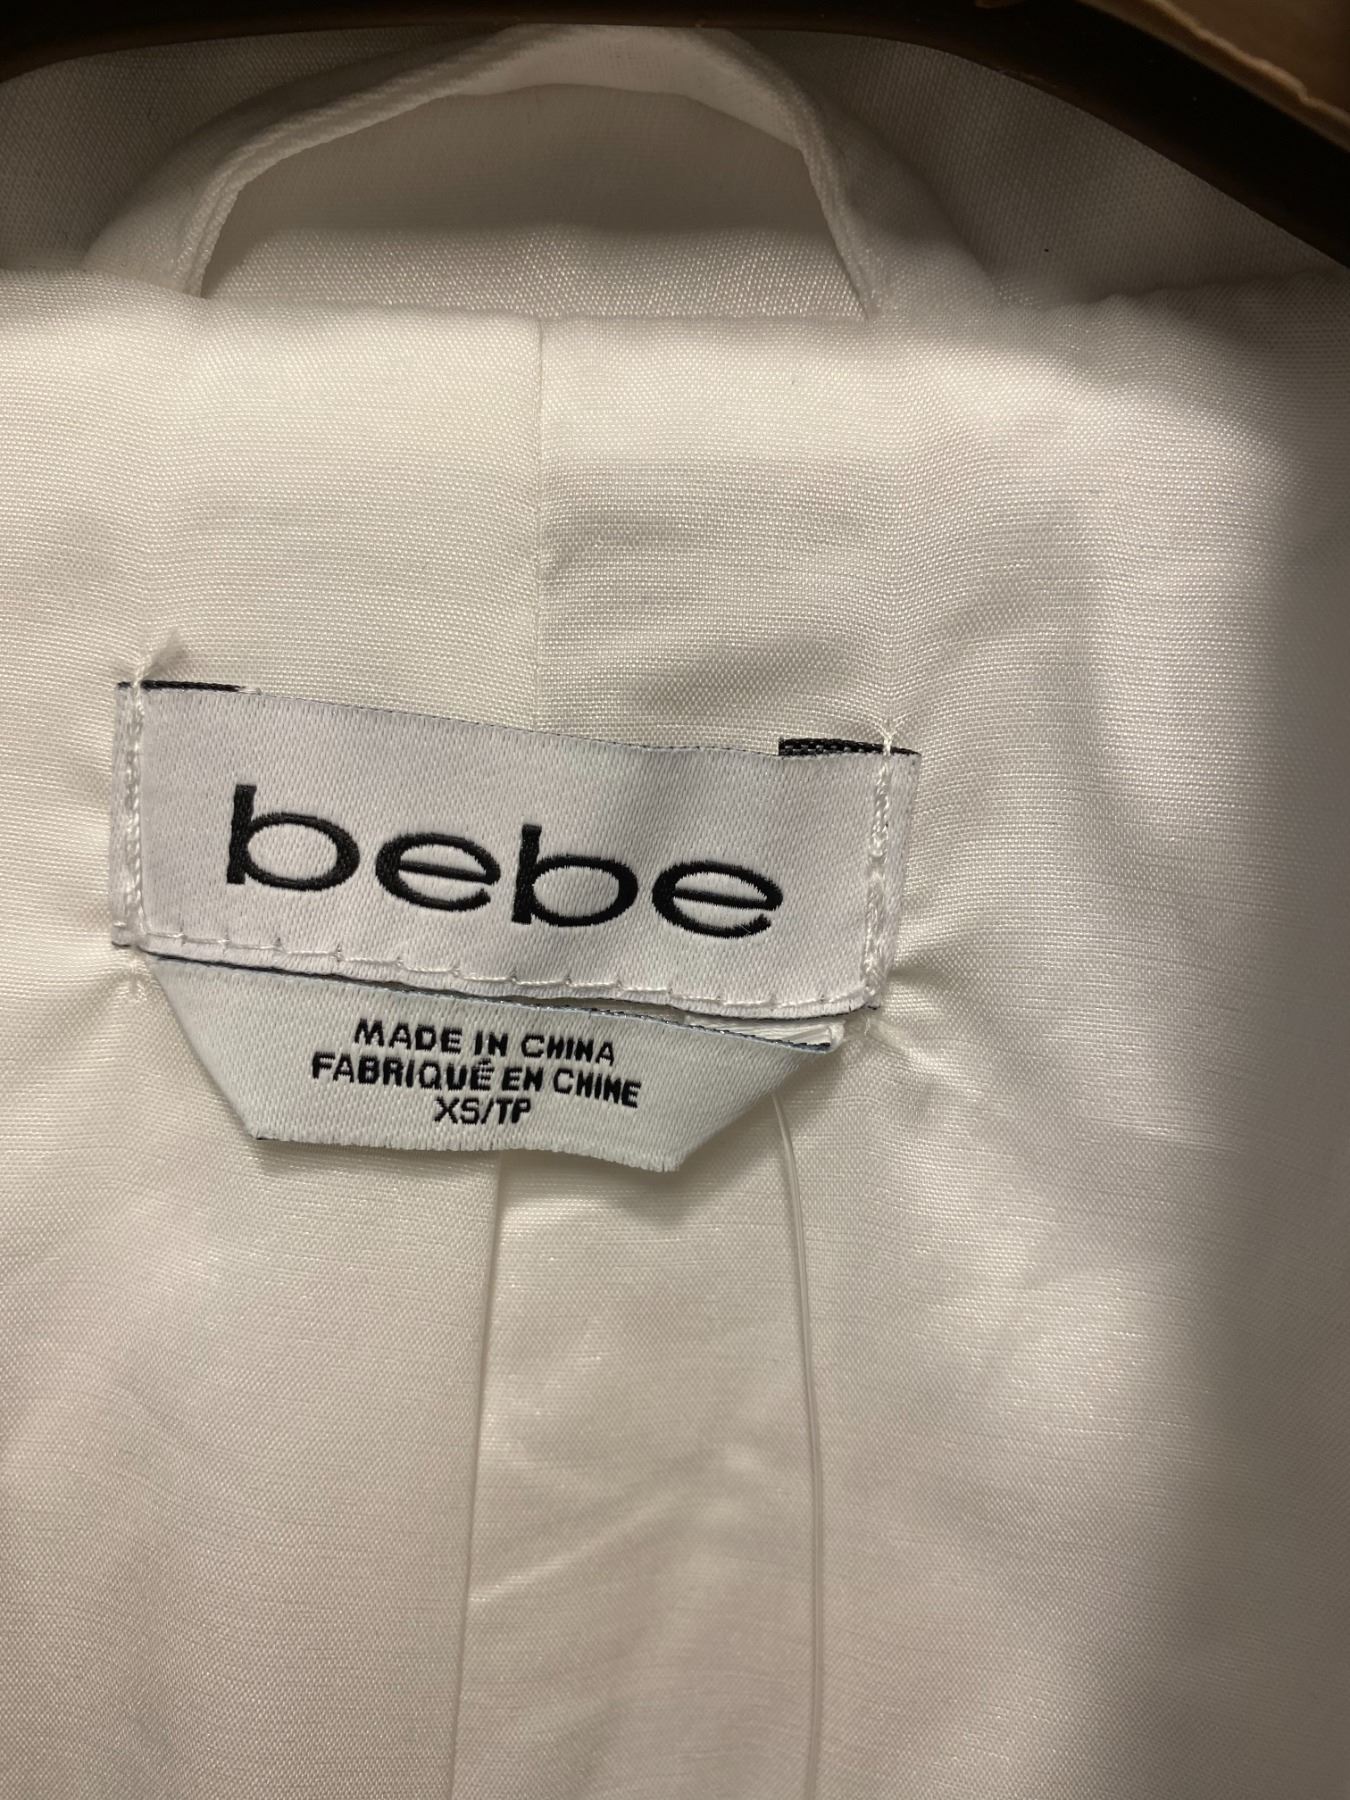 bebe
MADE IN CHINA
FABRIQUÉ EN CHINE
XS/TP